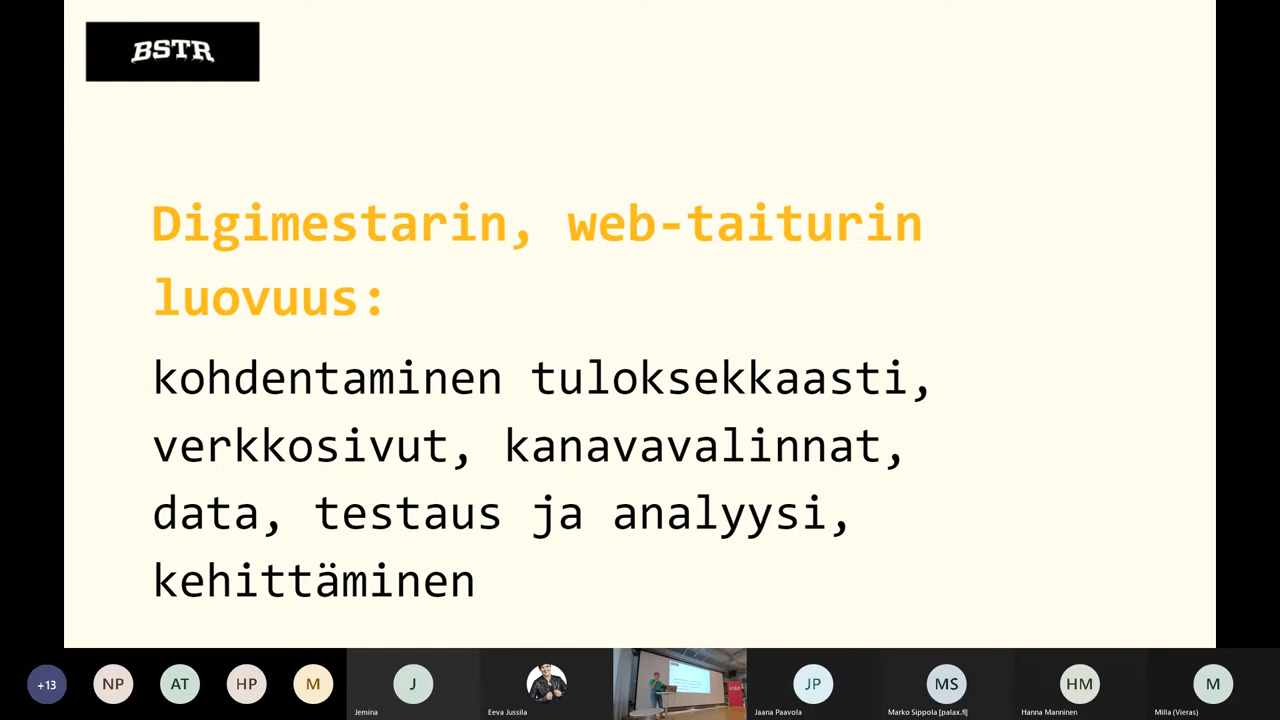 BSTR
Digimestarin, web-taiturin
luovuus:
kohdentaminen tuloksekkaasti,
verkkosivut, kanavavalinnat,
data, testaus ja analyysi,
kehittäminen
+13
NP
AT
HP
M
J
JP
MS
HM
M
Jemina
Eeva Jussila
Jaana Paavola
Marko Sippola [palax.fi]
Hanna Manninen
Milla (Vieras)